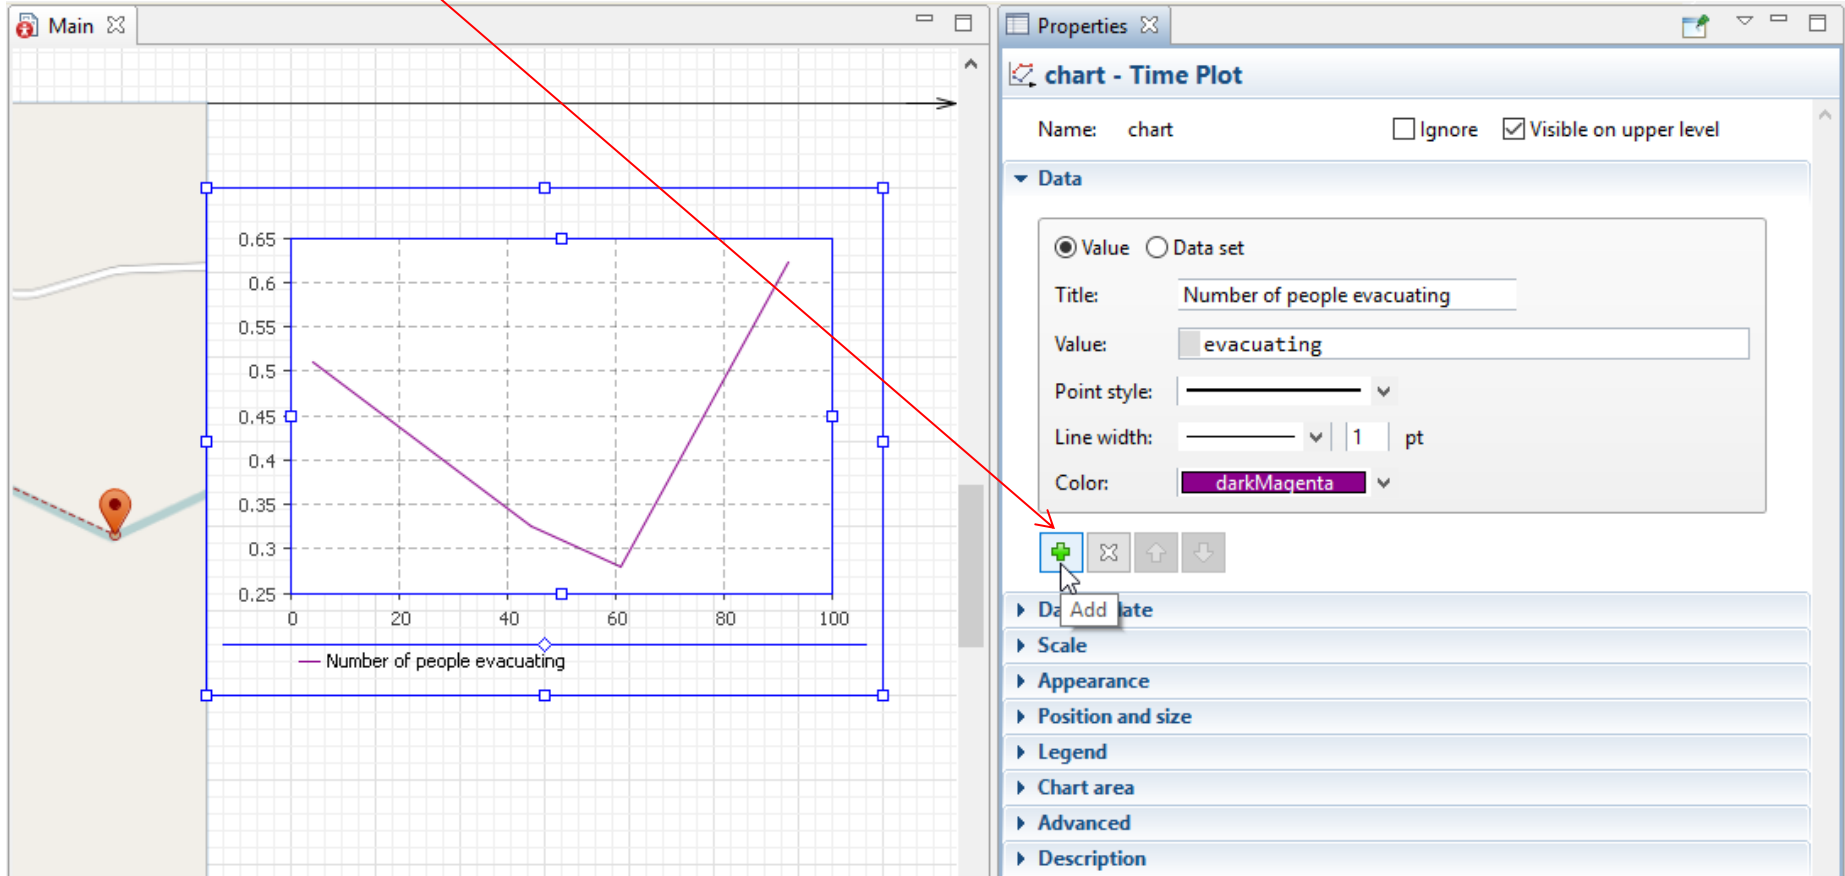 Main
Properties
chart - Time Plot
Name: chart Ignore Visible on upper level
Data
Value Data set
Title: Number of people evacuating
Value: evacuating
Point style:
Line width: 1 pt
Color: darkMagenta
Add
Scale
Appearance
Position and size
Legend
Chart area
Advanced
Description
0.65
0.6
0.55
0.5
0.45
0.4
0.35
0.3
0.25
0 20 40 60 80 100
Number of people evacuating